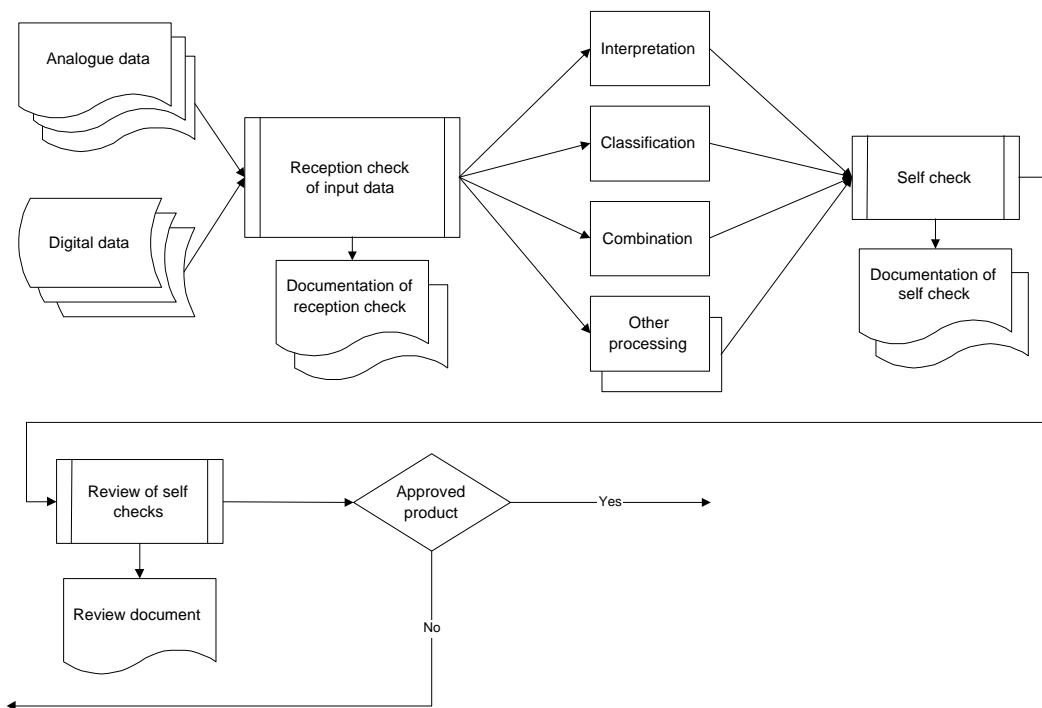 Analogue data
Digital data
Reception check
of input data
Documentation of
reception check
Interpretation
Classification
Combination
Other
processing
Self check
Documentation of
self check
Review of self
checks
Review document
Approved
product
Yes
No